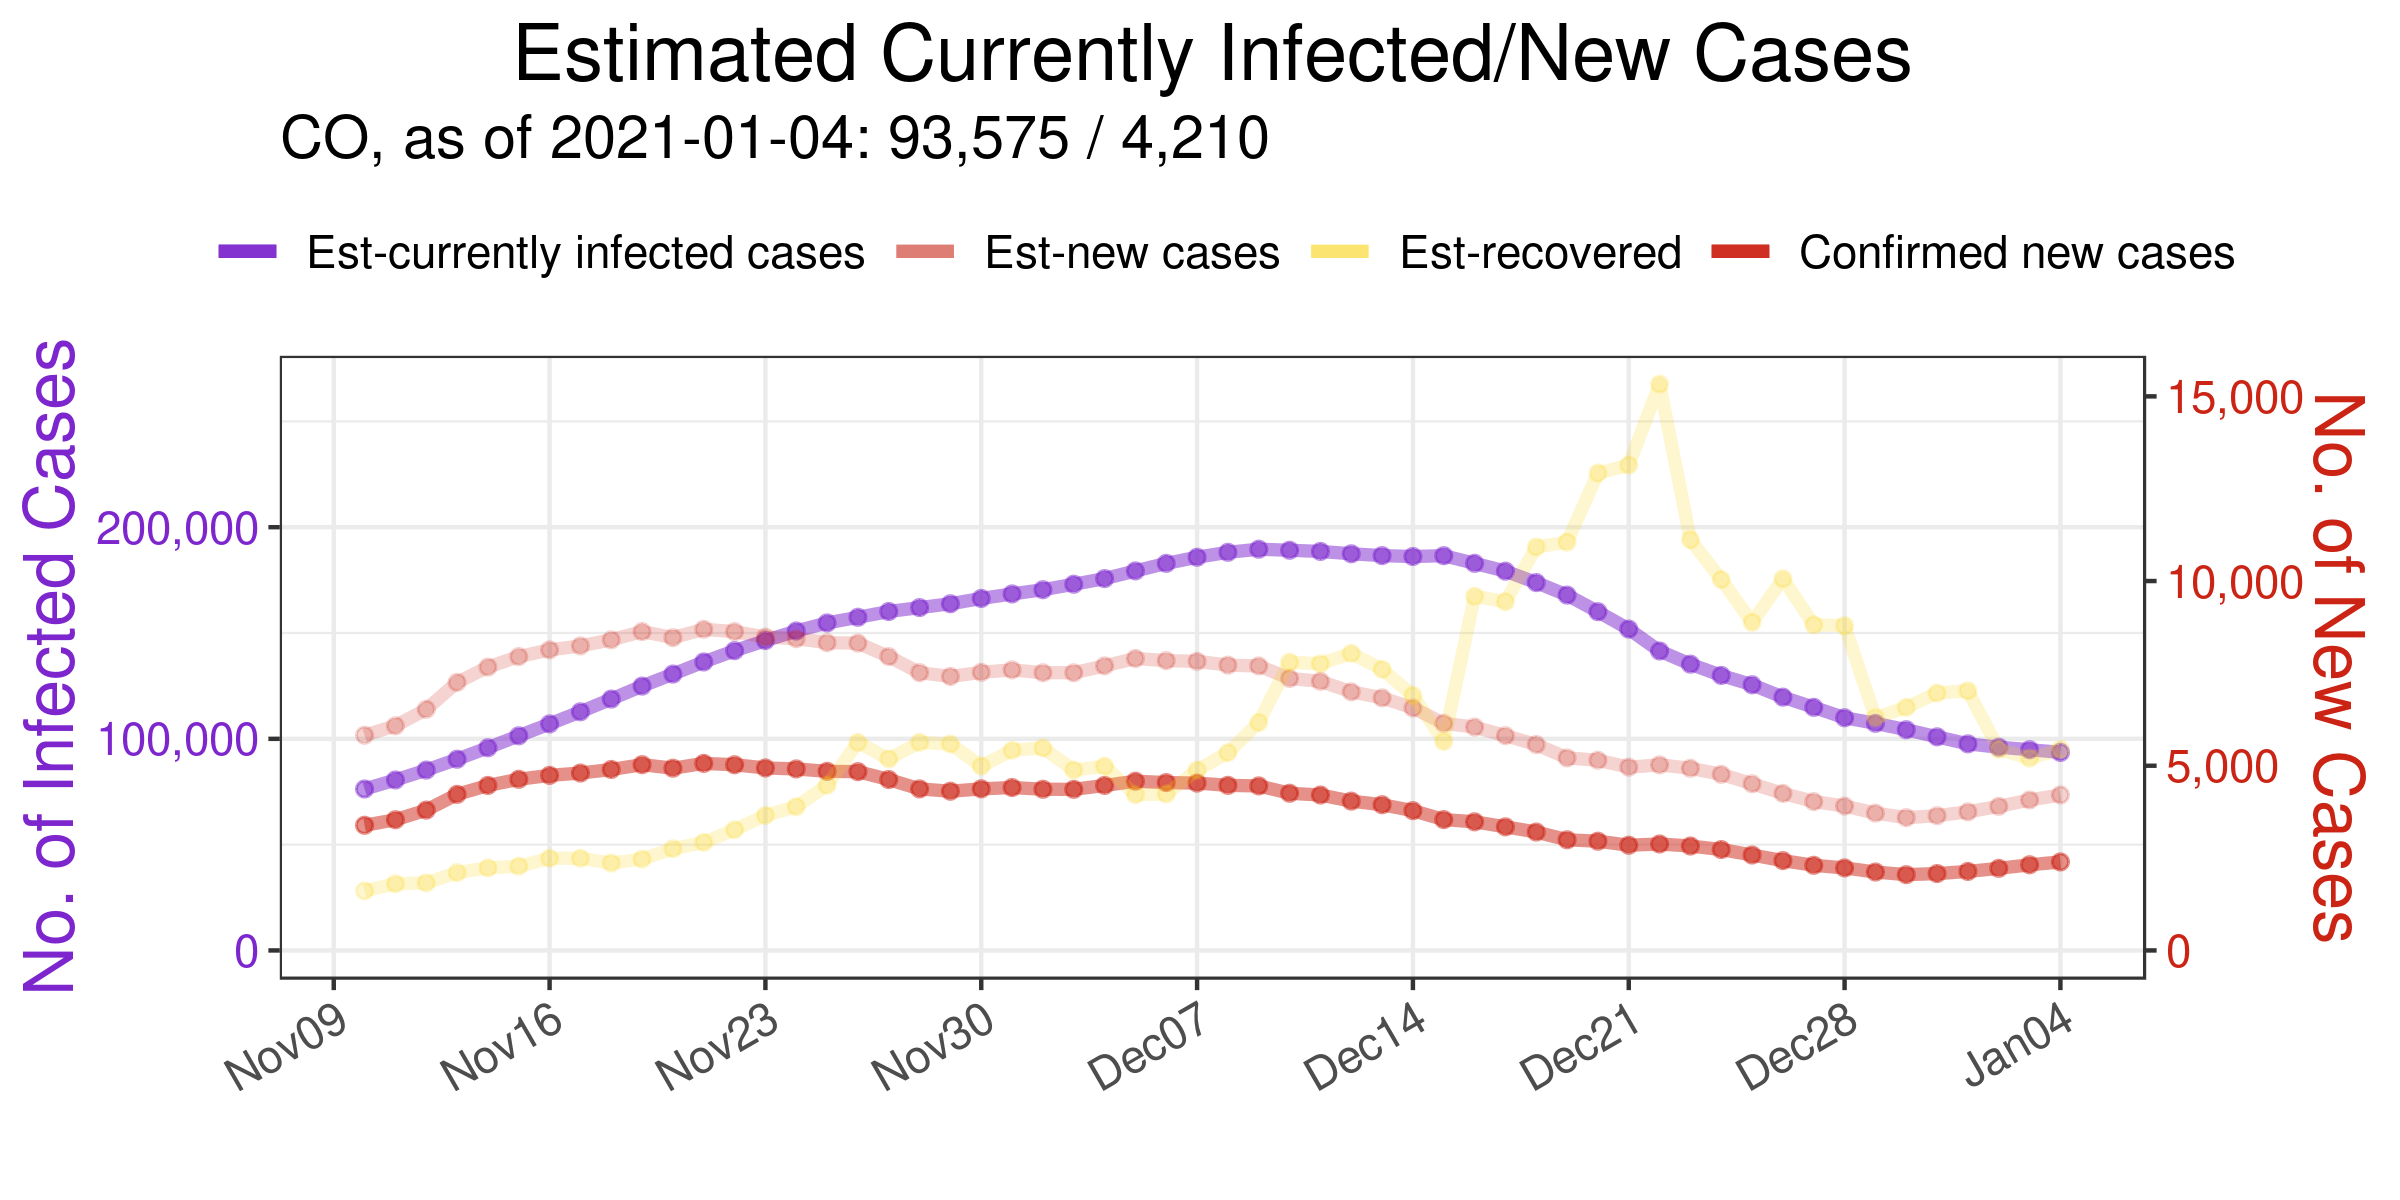 Estimated Currently Infected/New Cases
CO, as of 2021-01-04: 93,575 / 4,210
Est-currently infected cases Est-new cases Est-recovered Confirmed new cases
No. of Infected Cases
200,000
100,000
0
15,000
10,000
5,000
0
No. of New Cases
Nov09 Nov16 Nov23 Nov30 Dec07 Dec14 Dec21 Dec28 Jan04